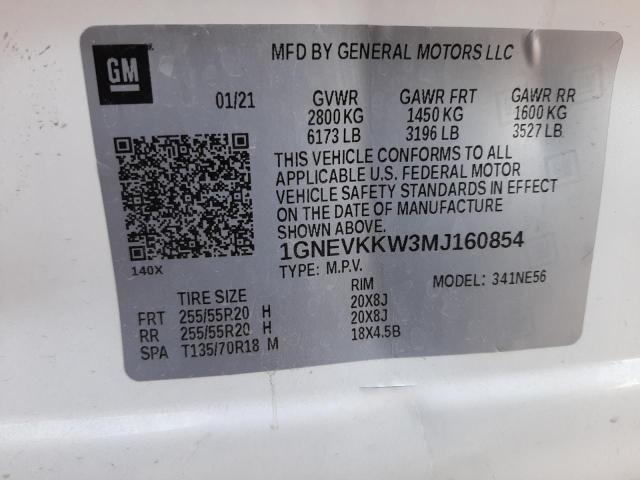 GM
MFD BY GENERAL MOTORS LLC
01/21 GVWR GAWR FRT GAWR RR
2800 KG 1450 KG 1600 KG
6173 LB 3196 LB 3527 LB
THIS VEHICLE CONFORMS TO ALL
APPLICABLE U.S. FEDERAL MOTOR
VEHICLE SAFETY STANDARDS IN EFFECT
ON THE DATE OF MANUFACTURE
SHOWN ABOVE.
1GNEVKKW3MJ160854
140X TYPE: M.P.V. MODEL: 341NE56
TIRE SIZE RIM
FRT 255/55R20 H 20X8J
RR 255/55R20 H 20X8J
SPA T135/70R18 M 18X4.5B